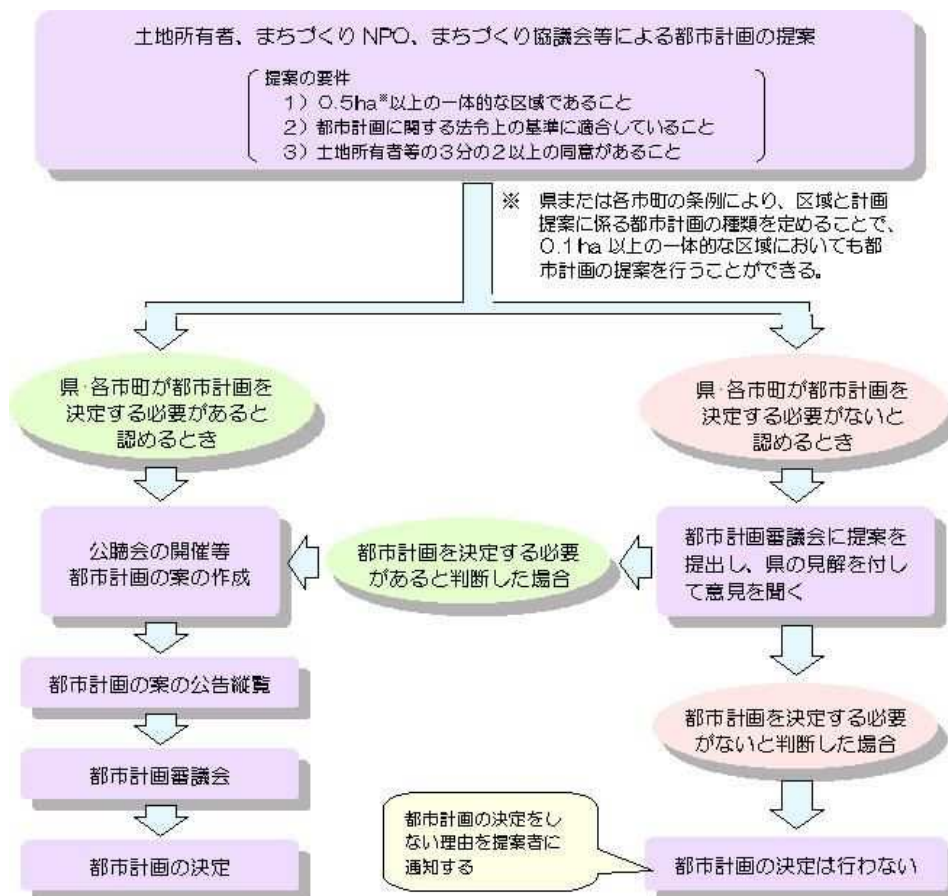 土地所有者、まちづくりNPO、まちづくり協議会等による都市計画の提案
提案の要件
1）0.5ha※以上の一体的な区域であること
2）都市計画に関する法令上の基準に適合していること
3）土地所有者等の3分の2以上の同意があること
※ 県または各市町の条例により、区域と計画
提案に係る都市計画の種類を定めることで、
0.1ha以上の一体的な区域においても都
市計画の提案を行うことができる。
県・各市町が都市計画を
決定する必要があると
認めるとき
県・各市町が都市計画を
決定する必要がないと
認めるとき
公聴会の開催等
都市計画の案の作成
都市計画を決定する必要
があると判断した場合
都市計画審議会に提案を
提出し、県の見解を付し
て意見を聞く
都市計画の案の公告縦覧
都市計画を決定する必要
がないと判断した場合
都市計画審議会
都市計画の決定をし
ない理由を提案者に
通知する
都市計画の決定
都市計画の決定は行わない